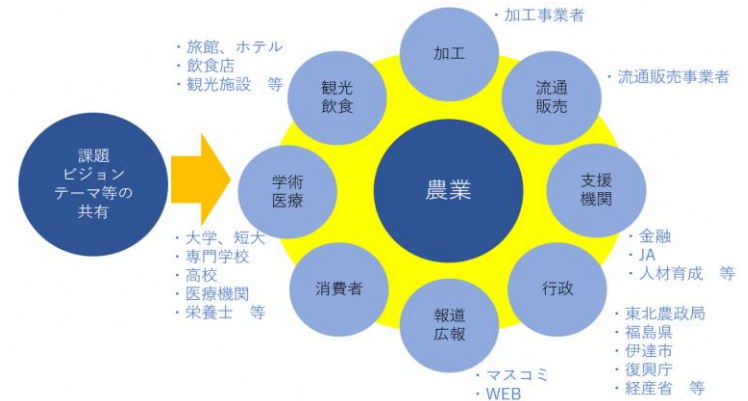 課題
ビジョン
テーマ等の
共有
農業
加工
・加工事業者
流通
販売
・流通販売事業者
支援
機関
・金融
・JA
・人材育成　等
行政
・東北農政局
・福島県
・伊達市
・復興庁
・経産省　等
報道
広報
・マスコミ
・WEB
消費者
学術
医療
・大学、短大
・専門学校
・高校
・医療機関
・栄養士　等
観光
飲食
・旅館、ホテル
・飲食店
・観光施設　等